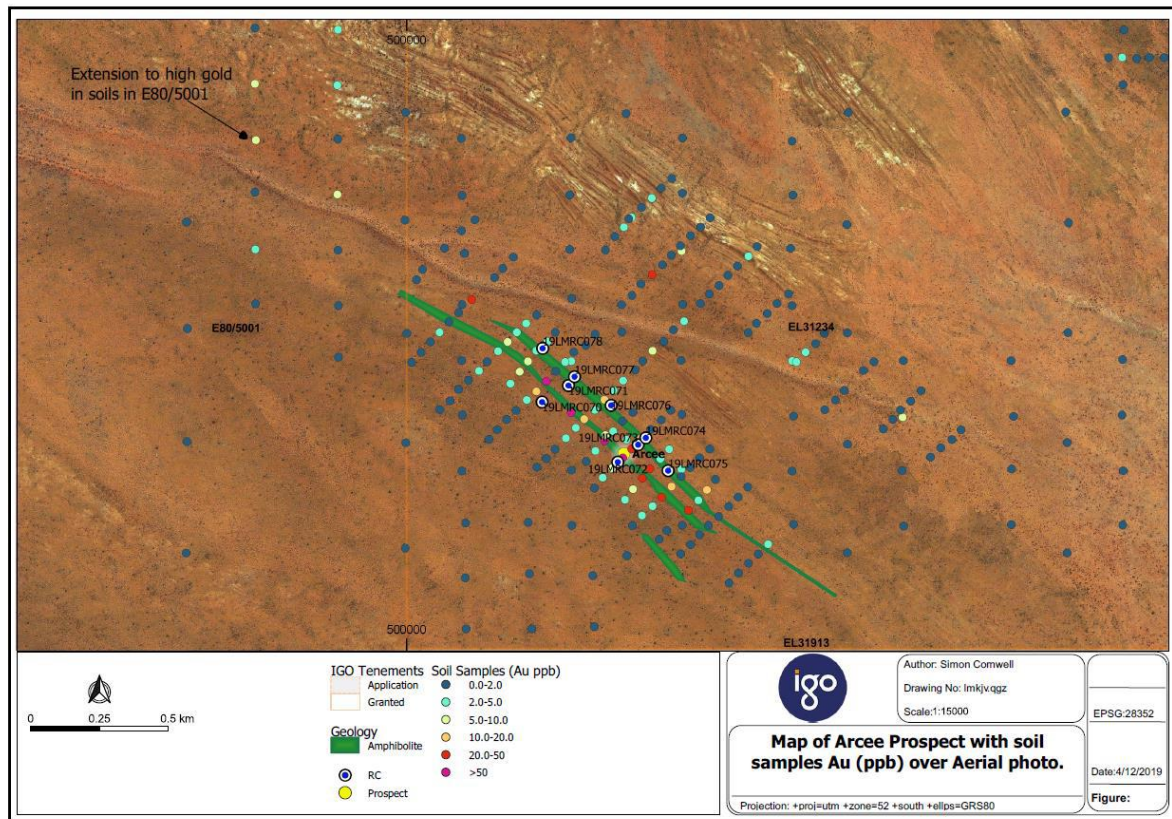 500000
Extension to high gold
in soils in E80/5001
E80/5001
EL31234
19LMRC078
19LMRC077
19LMRC071
19LMRC070
19LMRC076
19LMRC074
19LMRC073
Arcee
19LMRC072
19LMRC075
500000
EL31913
0 0.25 0.5 km
IGO Tenements
Application
Granted
Geology
Amphibolite
RC
Prospect
Soil Samples (Au ppb)
0.0-2.0
2.0-5.0
5.0-10.0
10.0-20.0
20.0-50
>50
igo
Author: Simon Comwell
Drawing No: lmkjv.qgz
Scale:1:15000
EPSG:28352
Map of Arcee Prospect with soil
samples Au (ppb) over Aerial photo.
Date:4/12/2019
Projection: +proj=utm +zone=52 +south +ellps=GRS80
Figure: